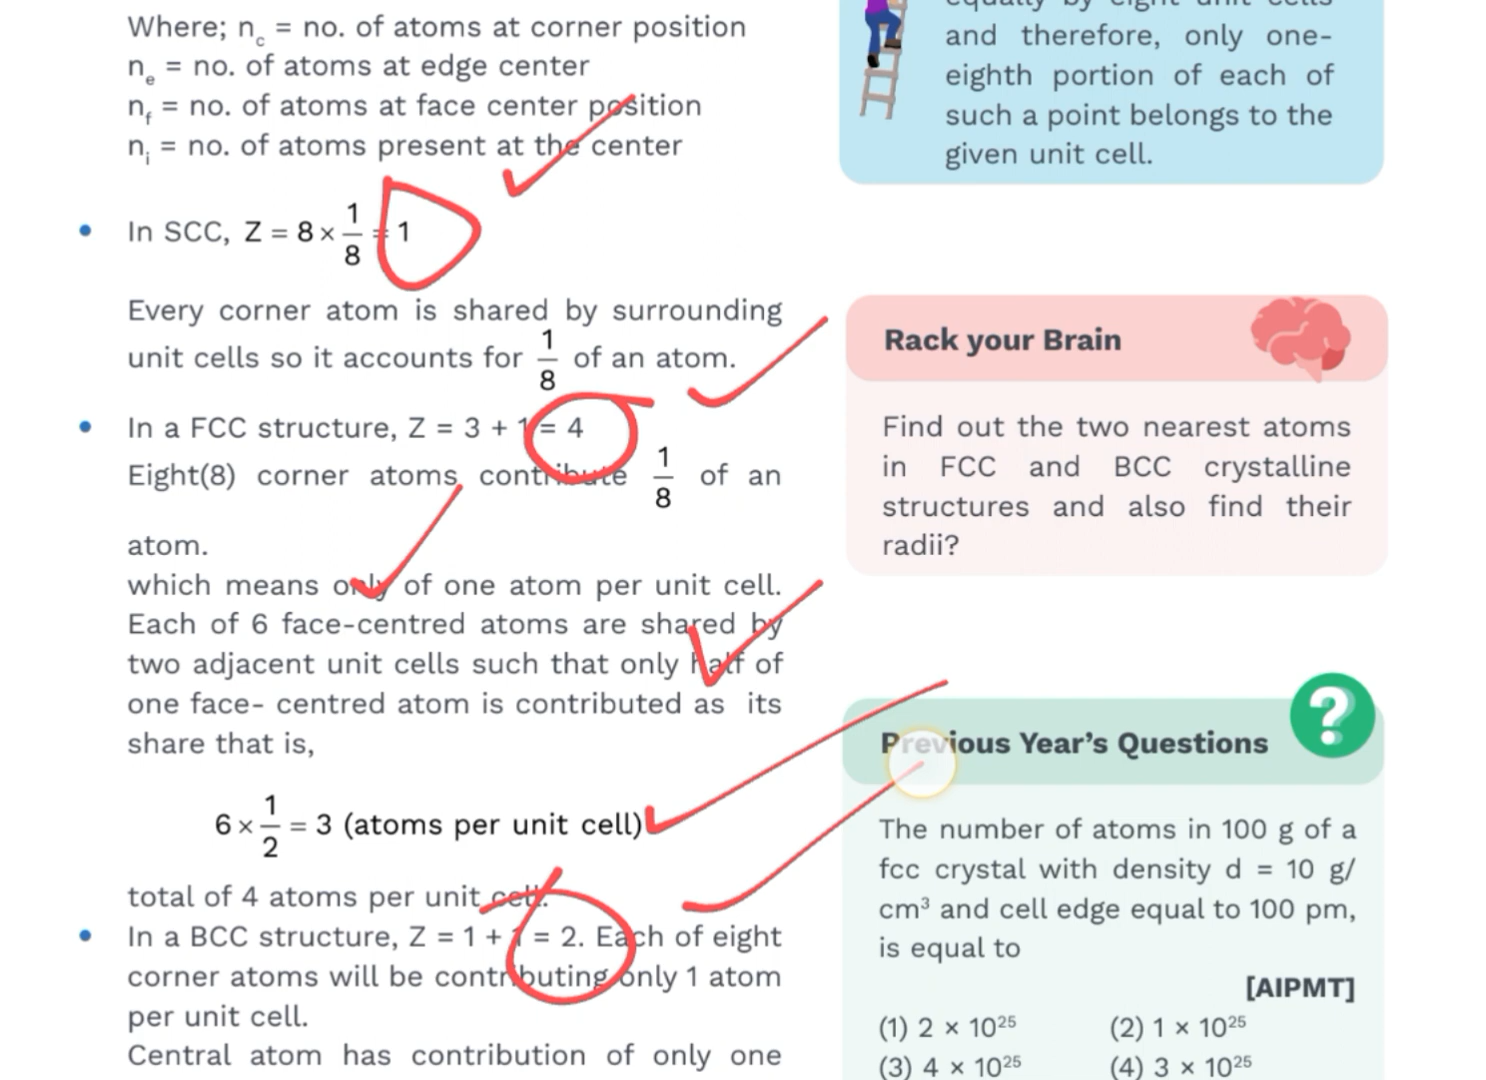 Where; nc = no. of atoms at corner position
ne = no. of atoms at edge center
nf = no. of atoms at face center position
ni = no. of atoms present at the center
• In SCC, Z = 8 × 1/8 = 1
Every corner atom is shared by surrounding
unit cells so it accounts for 1/8 of an atom.
• In a FCC structure, Z = 3 + 1 = 4
Eight(8) corner atoms contribute 1/8 of an
atom.
which means only of one atom per unit cell.
Each of 6 face-centred atoms are shared by
two adjacent unit cells such that only half of
one face- centred atom is contributed as its
share that is,
6 × 1/2 = 3 (atoms per unit cell)
total of 4 atoms per unit cell.
• In a BCC structure, Z = 1 + 1 = 2. Each of eight
corner atoms will be contributing only 1 atom
per unit cell.
Central atom has contribution of only one
equally by eight unit cells
and therefore, only one-
eighth portion of each of
such a point belongs to the
given unit cell.
Rack your Brain
Find out the two nearest atoms
in FCC and BCC crystalline
structures and also find their
radii?
Previous Year's Questions
?
The number of atoms in 100 g of a
fcc crystal with density d = 10 g/
cm³ and cell edge equal to 100 pm,
is equal to
[AIPMT]
(1) 2 × 10²⁵ (2) 1 × 10²⁵
(3) 4 × 10²⁵ (4) 3 × 10²⁵